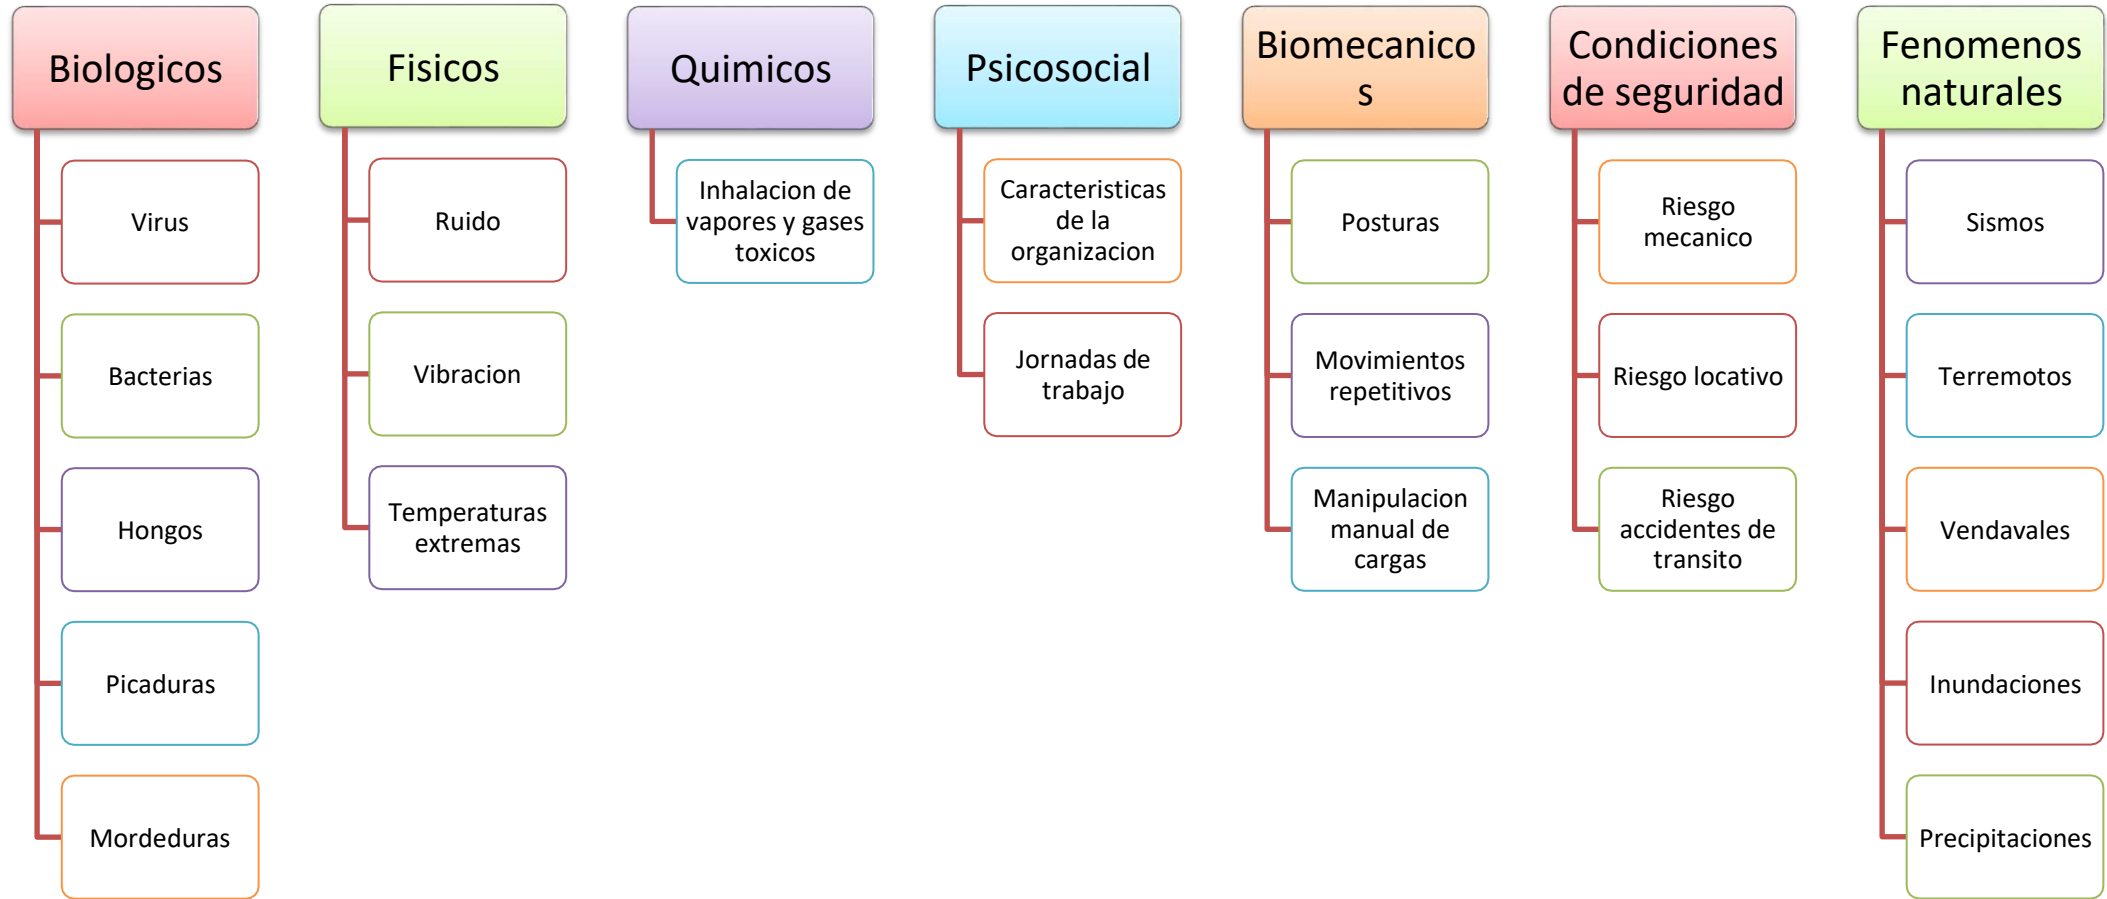 Biologicos
Virus
Bacterias
Hongos
Picaduras
Mordeduras
Fisicos
Ruido
Vibracion
Temperaturas
extremas
Quimicos
Inhalacion de
vapores y gases
toxicos
Psicosocial
Caracteristicas
de la
organizacion
Jornadas de
trabajo
Biomecanico
s
Posturas
Movimientos
repetitivos
Manipulacion
manual de
cargas
Condiciones
de seguridad
Riesgo
mecanico
Riesgo locativo
Riesgo
accidentes de
transito
Fenomenos
naturales
Sismos
Terremotos
Vendavales
Inundaciones
Precipitaciones